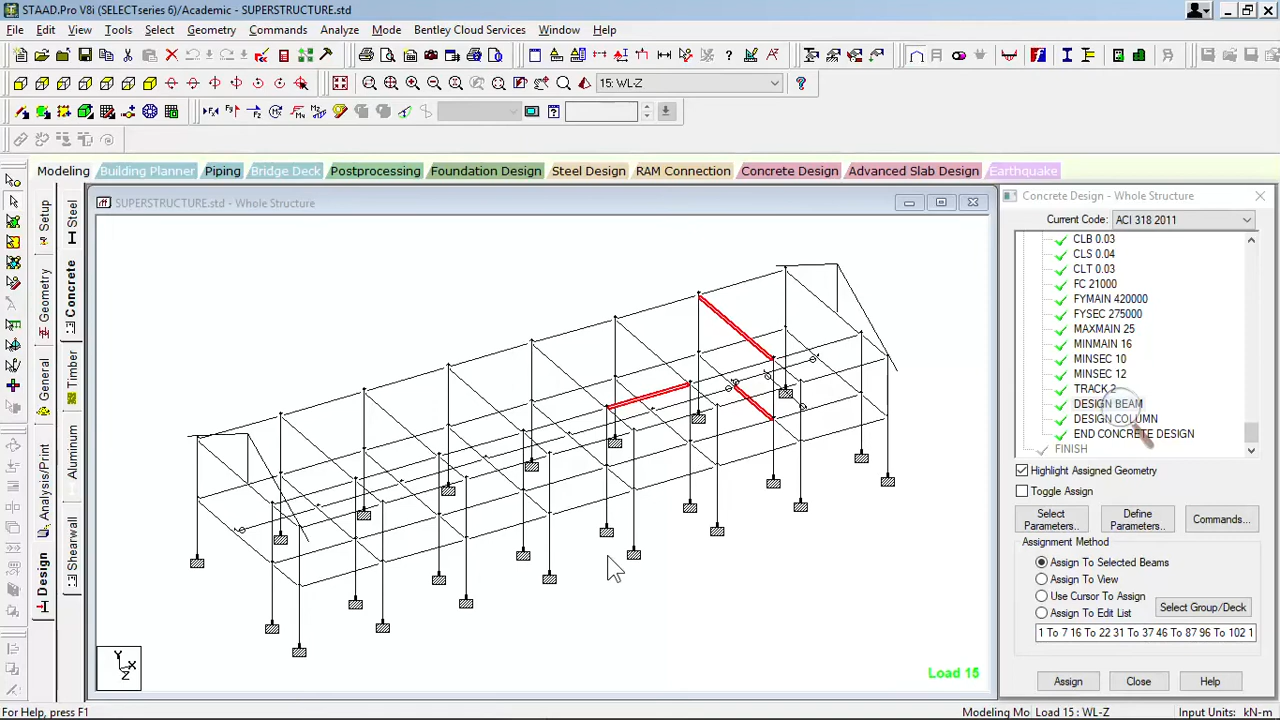 STAAD.Pro V8i (SELECTseries 6)/Academic - SUPERSTRUCTURE.std
File Edit View Tools Select Geometry Commands Analyze Mode Bentley Cloud Services Window Help
15: WL-Z
Modeling Building Planner Piping Bridge Deck Postprocessing Foundation Design Steel Design RAM Connection Concrete Design Advanced Slab Design Earthquake
Setup
Geometry
General
Analysis/Print
Design
Steel
Concrete
Timber
Aluminum
Shearwall
SUPERSTRUCTURE.std - Whole Structure
Y
X
Z
Load 15
Concrete Design - Whole Structure
Current Code: ACI 318 2011
CLB 0.03
CLS 0.04
CLT 0.03
FC 21000
FYMAIN 420000
FYSEC 275000
MAXMAIN 25
MINMAIN 16
MINSEC 10
MINSEC 12
TRACK 2
DESIGN BEAM
DESIGN COLUMN
END CONCRETE DESIGN
FINISH
Highlight Assigned Geometry
Toggle Assign
Select Parameters..
Define Parameters..
Commands...
Assignment Method
Assign To Selected Beams
Assign To View
Use Cursor To Assign
Assign To Edit List
Select Group/Deck
1 To 7 16 To 22 31 To 37 46 To 87 96 To 102 1
Assign Close Help
For Help, press F1
Modeling Mo Load 15 : WL-Z Input Units: kN-m